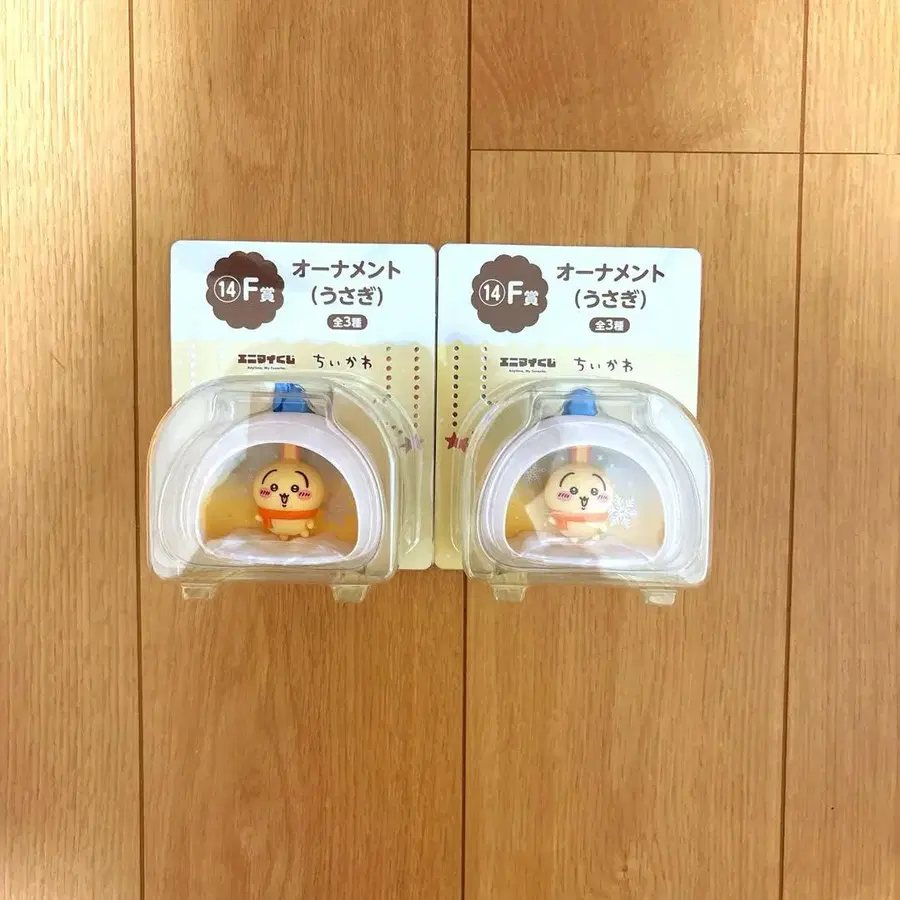 ⑭F賞
オーナメント
(うさぎ)
全3種
エニマイくじ
Anytime, My Favorite.
ちいかわ
⑭F賞
オーナメント
(うさぎ)
全3種
エニマイくじ
Anytime, My Favorite.
ちいかわ